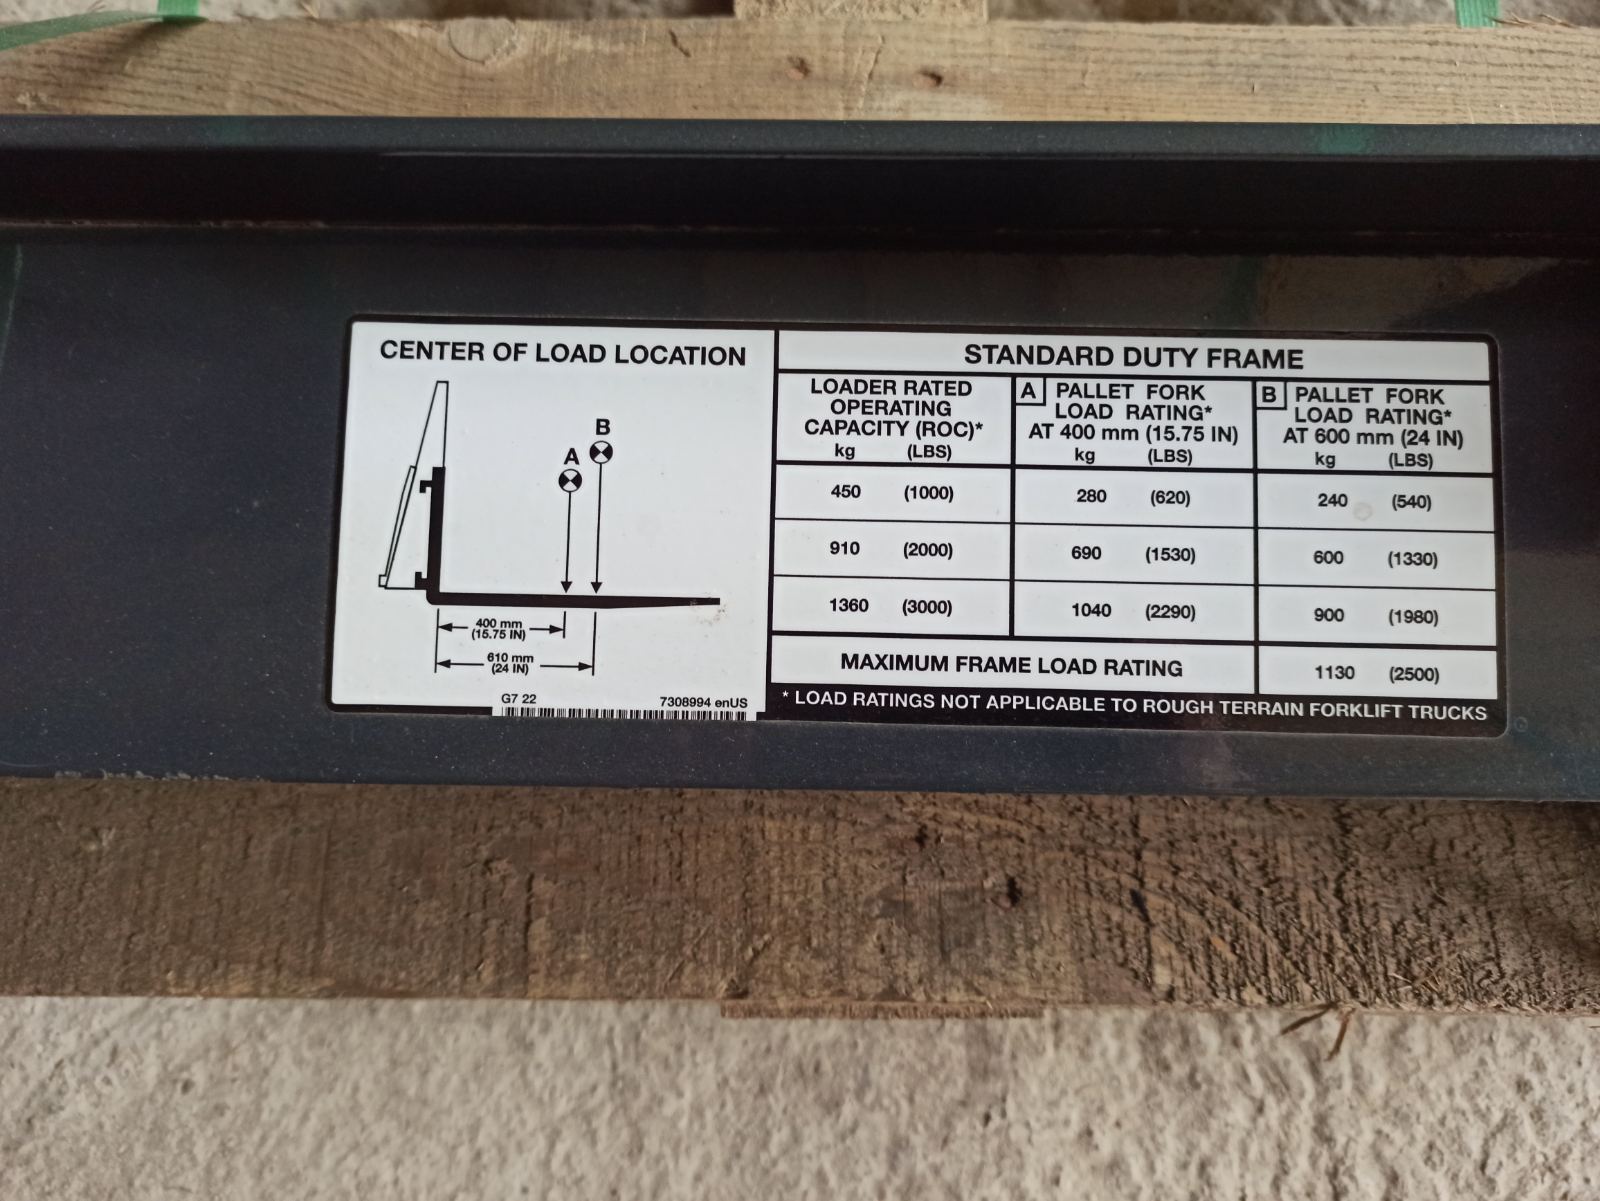 CENTER OF LOAD LOCATION
B
A
400 mm
(15.75 IN)
610 mm
(24 IN)
G7 22 7308994 enUS
STANDARD DUTY FRAME
LOADER RATED
OPERATING
CAPACITY (ROC)*
kg (LBS)
A PALLET FORK
LOAD RATING*
AT 400 mm (15.75 IN)
kg (LBS)
B PALLET FORK
LOAD RATING*
AT 600 mm (24 IN)
kg (LBS)
450 (1000) 280 (620) 240 (540)
910 (2000) 690 (1530) 600 (1330)
1360 (3000) 1040 (2290) 900 (1980)
MAXIMUM FRAME LOAD RATING 1130 (2500)
* LOAD RATINGS NOT APPLICABLE TO ROUGH TERRAIN FORKLIFT TRUCKS